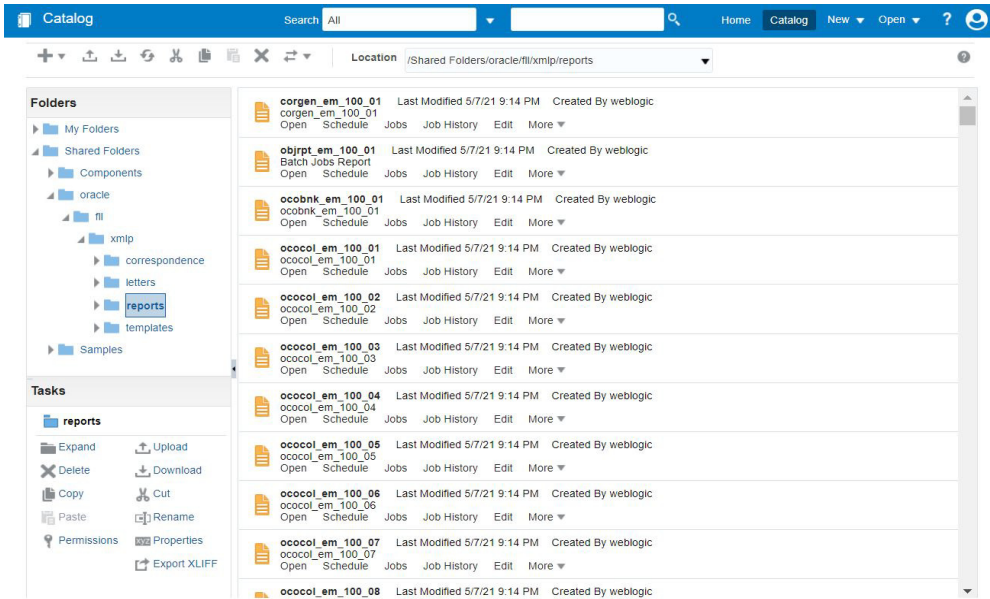 Catalog Search All Home Catalog New Open ?
Location /Shared Folders/oracle/fll/xmlp/reports ?
Folders
My Folders
Shared Folders
Components
oracle
fll
xmlp
correspondence
letters
reports
templates
Samples
Tasks
reports
Expand Upload
Delete Download
Copy Cut
Paste Rename
Permissions xyz Properties
Export XLIFF
corgen_em_100_01 Last Modified 5/7/21 9:14 PM Created By weblogic
corgen_em_100_01
Open Schedule Jobs Job History Edit More
objrpt_em_100_01 Last Modified 5/7/21 9:14 PM Created By weblogic
Batch Jobs Report
Open Schedule Jobs Job History Edit More
ocobnk_em_100_01 Last Modified 5/7/21 9:14 PM Created By weblogic
ocobnk_em_100_01
Open Schedule Jobs Job History Edit More
ococol_em_100_01 Last Modified 5/7/21 9:14 PM Created By weblogic
ococol_em_100_01
Open Schedule Jobs Job History Edit More
ococol_em_100_02 Last Modified 5/7/21 9:14 PM Created By weblogic
ococol_em_100_02
Open Schedule Jobs Job History Edit More
ococol_em_100_03 Last Modified 5/7/21 9:14 PM Created By weblogic
ococol_em_100_03
Open Schedule Jobs Job History Edit More
ococol_em_100_04 Last Modified 5/7/21 9:14 PM Created By weblogic
ococol_em_100_04
Open Schedule Jobs Job History Edit More
ococol_em_100_05 Last Modified 5/7/21 9:14 PM Created By weblogic
ococol_em_100_05
Open Schedule Jobs Job History Edit More
ococol_em_100_06 Last Modified 5/7/21 9:14 PM Created By weblogic
ococol_em_100_06
Open Schedule Jobs Job History Edit More
ococol_em_100_07 Last Modified 5/7/21 9:14 PM Created By weblogic
ococol_em_100_07
Open Schedule Jobs Job History Edit More
ococol_em_100_08 Last Modified 5/7/21 9:14 PM Created By weblogic